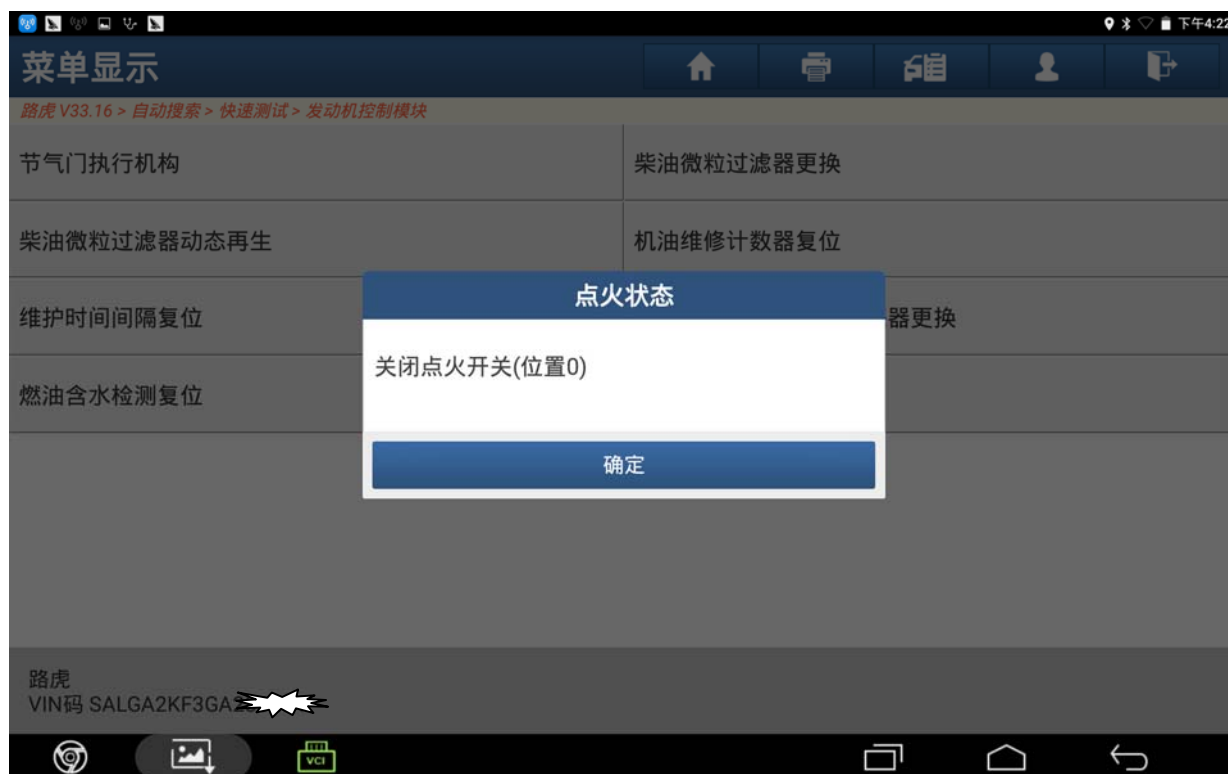 下午4:22
菜单显示
路虎 V33.16 > 自动搜索 > 快速测试 > 发动机控制模块
节气门执行机构
柴油微粒过滤器更换
柴油微粒过滤器动态再生
机油维修计数器复位
点火状态
维护时间间隔复位
器更换
关闭点火开关(位置0)
燃油含水检测复位
确定
路虎
VIN码 SALGA2KF3GA2
VCI